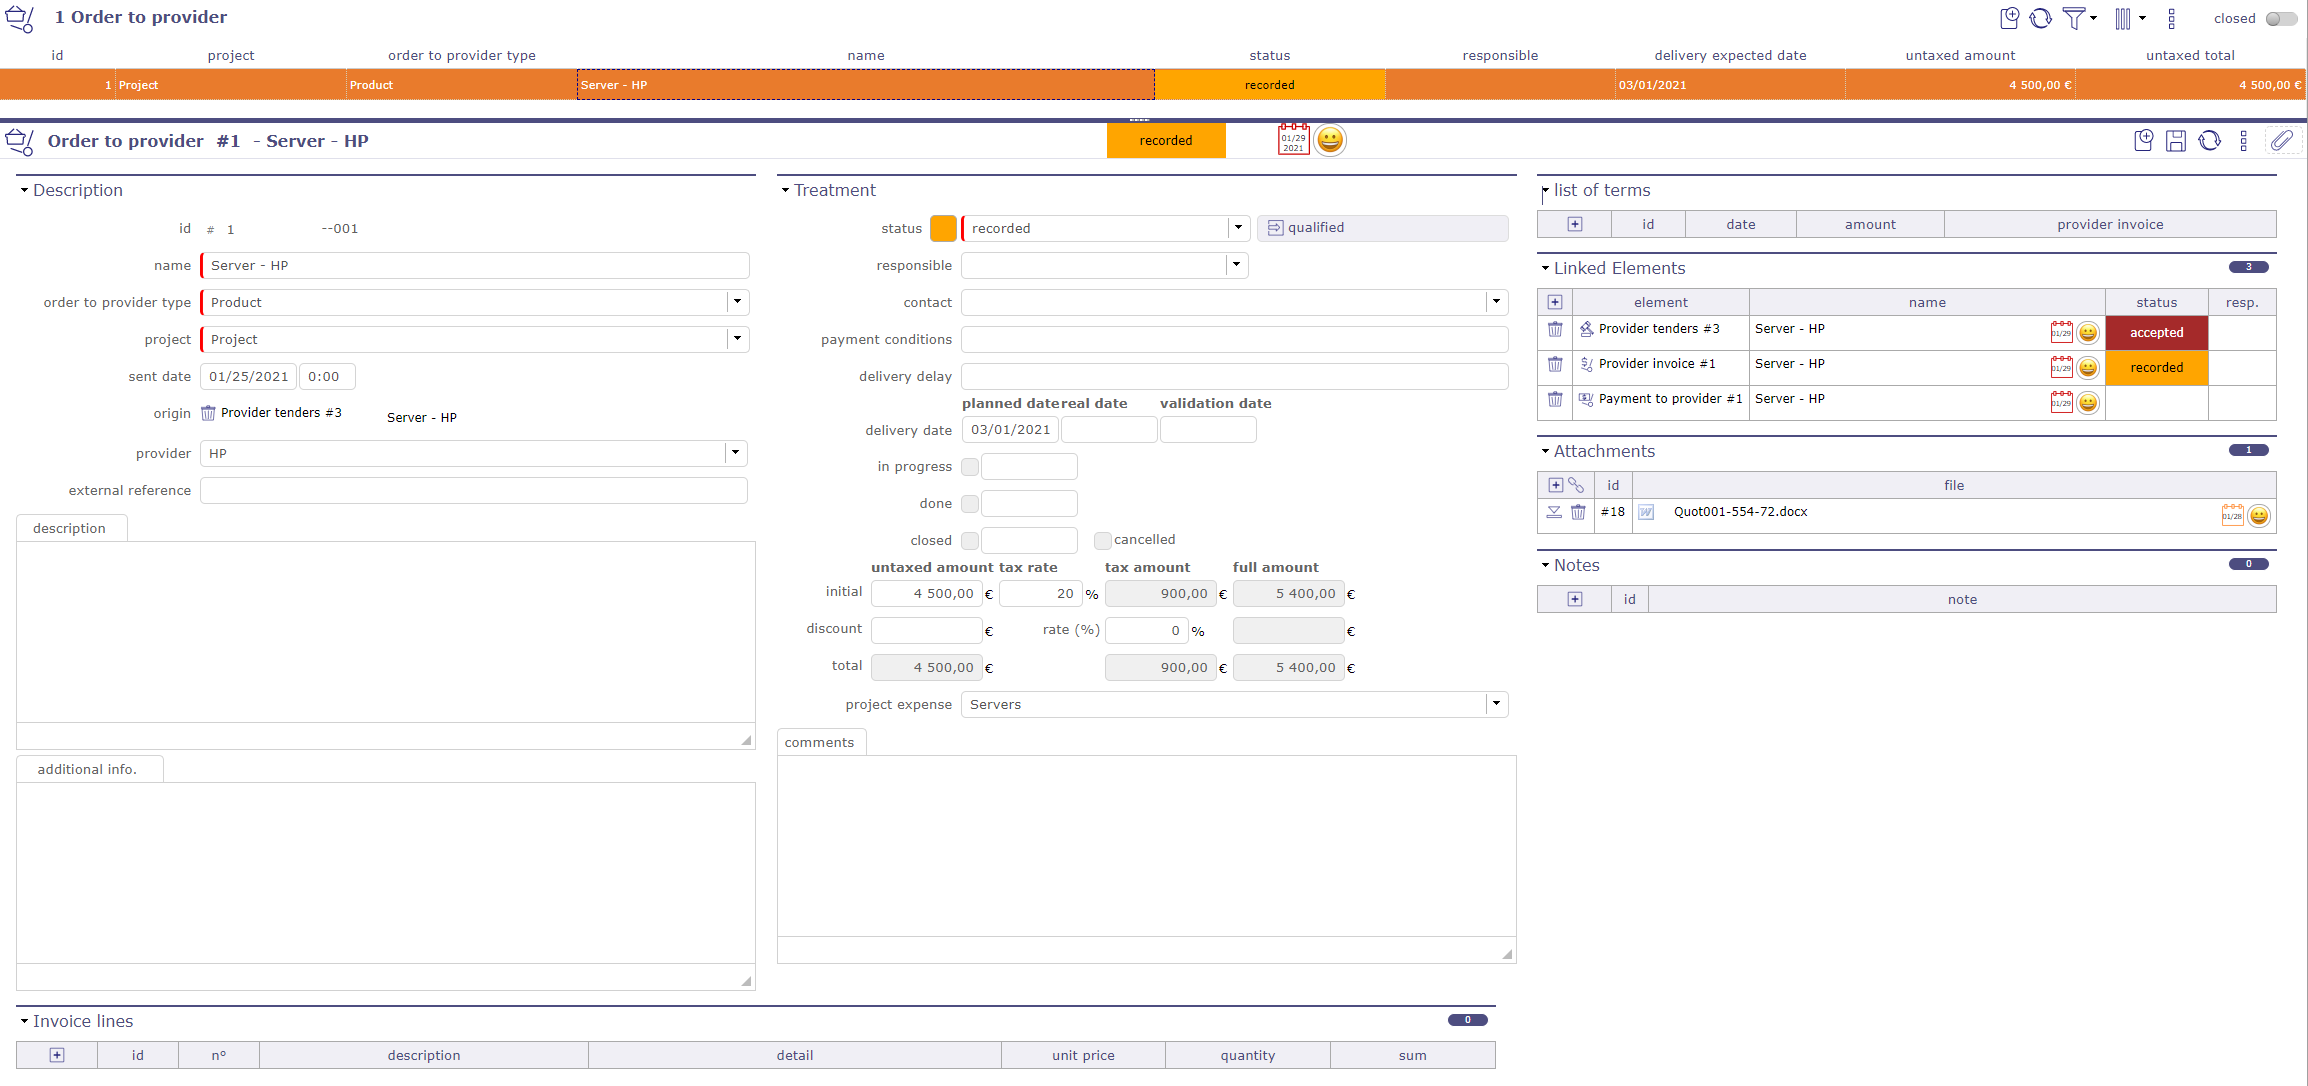 1 Order to provider
closed
id project order to provider type name status responsible delivery expected date untaxed amount untaxed total
1 Project Product Server - HP recorded 03/01/2021 4 500,00 € 4 500,00 €
Order to provider #1 - Server - HP
recorded
01/29
2021
Description
id # 1 --001
name Server - HP
order to provider type Product
project Project
sent date 01/25/2021 0:00
origin Provider tenders #3 Server - HP
provider HP
external reference
description
additional info.
Treatment
status recorded qualified
responsible
contact
payment conditions
delivery delay
planned date real date validation date
delivery date 03/01/2021
in progress
done
closed cancelled
untaxed amount tax rate tax amount full amount
initial 4 500,00 € 20 % 900,00 € 5 400,00 €
discount € rate (%) 0 % €
total 4 500,00 € 900,00 € 5 400,00 €
project expense Servers
comments
list of terms
id date amount provider invoice
Linked Elements 3
element name status resp.
Provider tenders #3 Server - HP 01/29 accepted
Provider invoice #1 Server - HP 01/29 recorded
Payment to provider #1 Server - HP 01/29
Attachments 1
id file
#18 Quot001-554-72.docx 01/28
Notes 0
id note
Invoice lines 0
id n° description detail unit price quantity sum